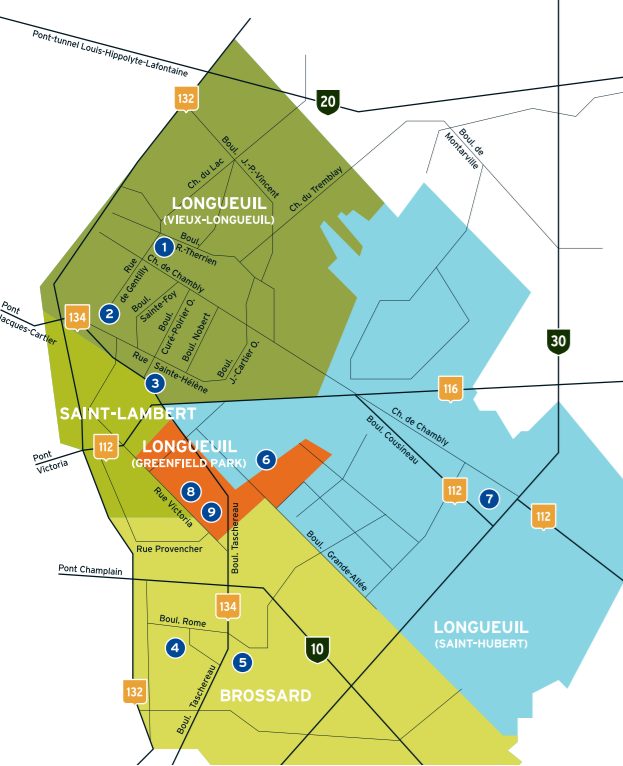 Pont-tunnel Louis-Hippolyte-Lafontaine
132
20
Boul.
J.-P-Vincent
Boul. de
Montarville
Ch. du Lac
Ch. du Tremblay
LONGUEUIL
(VIEUX-LONGUEUIL)
1
Boul.
R.-Therrien
Ch. de Chambly
Rue
de Gentilly
Boul.
Sainte-Foy
Boul.
Curé-Poirier O.
Boul. Nobert
Boul.
J.-Cartier O.
2
134
Pont
Jacques-Cartier
Rue
Sainte-Hélène
3
30
116
SAINT-LAMBERT
Ch. de Chambly
Boul. Cousineau
112
Pont
Victoria
LONGUEUIL
(GREENFIELD PARK)
6
8
9
Rue Victoria
112
7
112
Rue Provencher
Boul. Taschereau
Boul.
Grande-Allée
Pont Champlain
134
Boul. Rome
4
5
10
LONGUEUIL
(SAINT-HUBERT)
132
BROSSARD
Boul. Taschereau